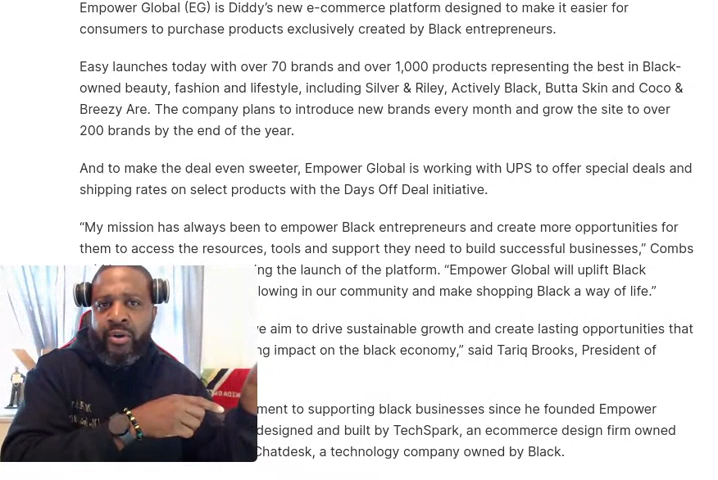 Empower Global (EG) is Diddy's new e-commerce platform designed to make it easier for
consumers to purchase products exclusively created by Black entrepreneurs.
Easy launches today with over 70 brands and over 1,000 products representing the best in Black-
owned beauty, fashion and lifestyle, including Silver & Riley, Actively Black, Butta Skin and Coco &
Breezy Are. The company plans to introduce new brands every month and grow the site to over
200 brands by the end of the year.
And to make the deal even sweeter, Empower Global is working with UPS to offer special deals and
shipping rates on select products with the Days Off Deal initiative.
“My mission has always been to empower Black entrepreneurs and create more opportunities for
them to access the resources, tools and support they need to build successful businesses,” Combs
the launch of the platform. “Empower Global will uplift Black
in our community and make shopping Black a way of life.”
aim to drive sustainable growth and create lasting opportunities that
impact on the black economy,” said Tariq Brooks, President of
to supporting black businesses since he founded Empower
designed and built by TechSpark, an ecommerce design firm owned
Chatdesk, a technology company owned by Black.